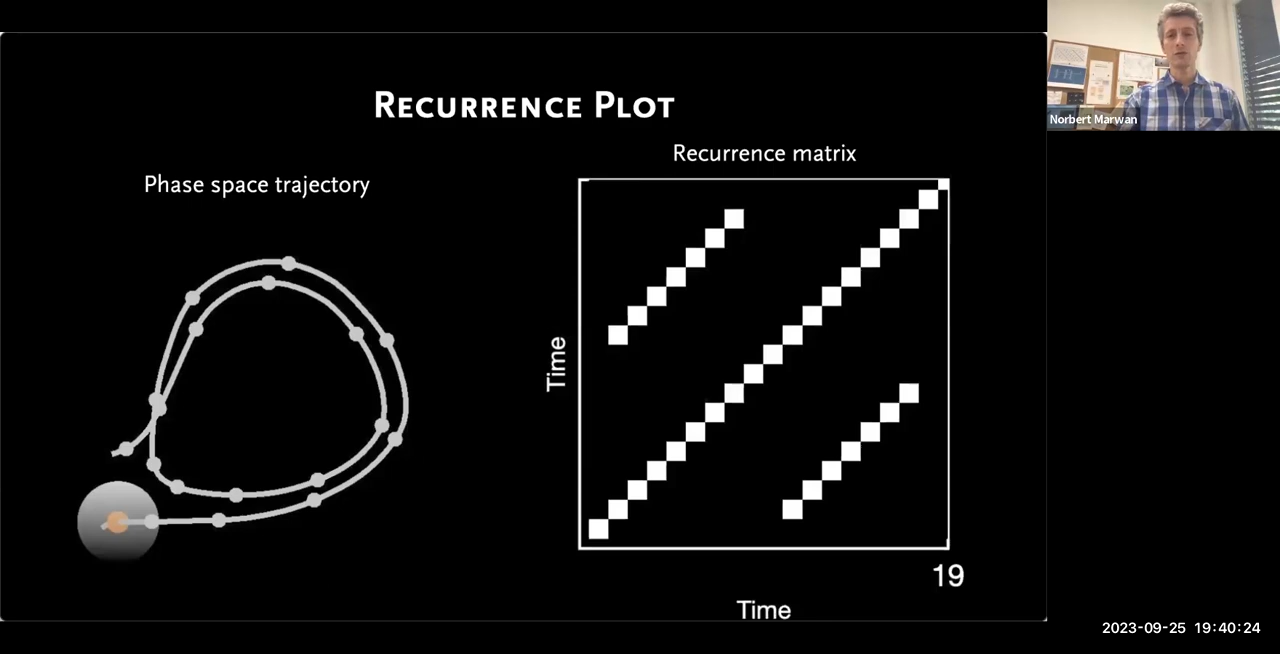 Recurrence Plot
Phase space trajectory
Recurrence matrix
Time
19
Time
Norbert Marwan
2023-09-25 19:40:24